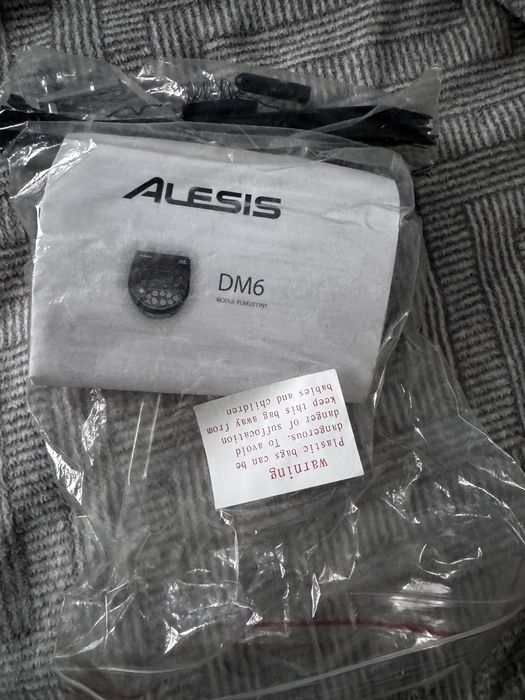 ALESIS
DM6
MODUŁ PERKUSYJNY
warning
Plastic bags can be
dangerous. To avoid
danger of suffocation
keep this bag away from
babies and children